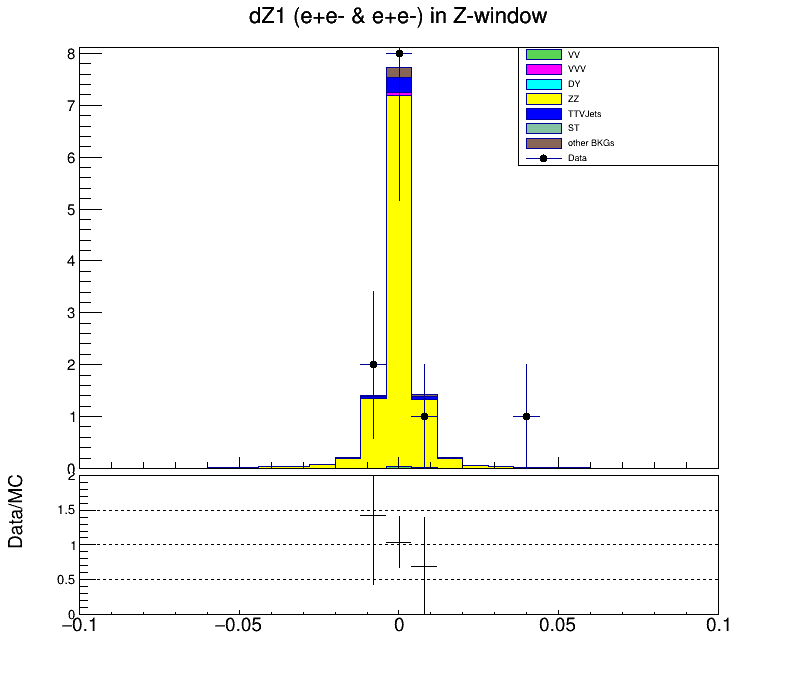 dZ1 (e+e- & e+e-) in Z-window
8
7
6
5
4
3
2
1
0
VV
VVV
DY
ZZ
TTVJets
ST
other BKGs
Data
Data/MC
2
1.5
1
0.5
0
−0.1
−0.05
0
0.05
0.1